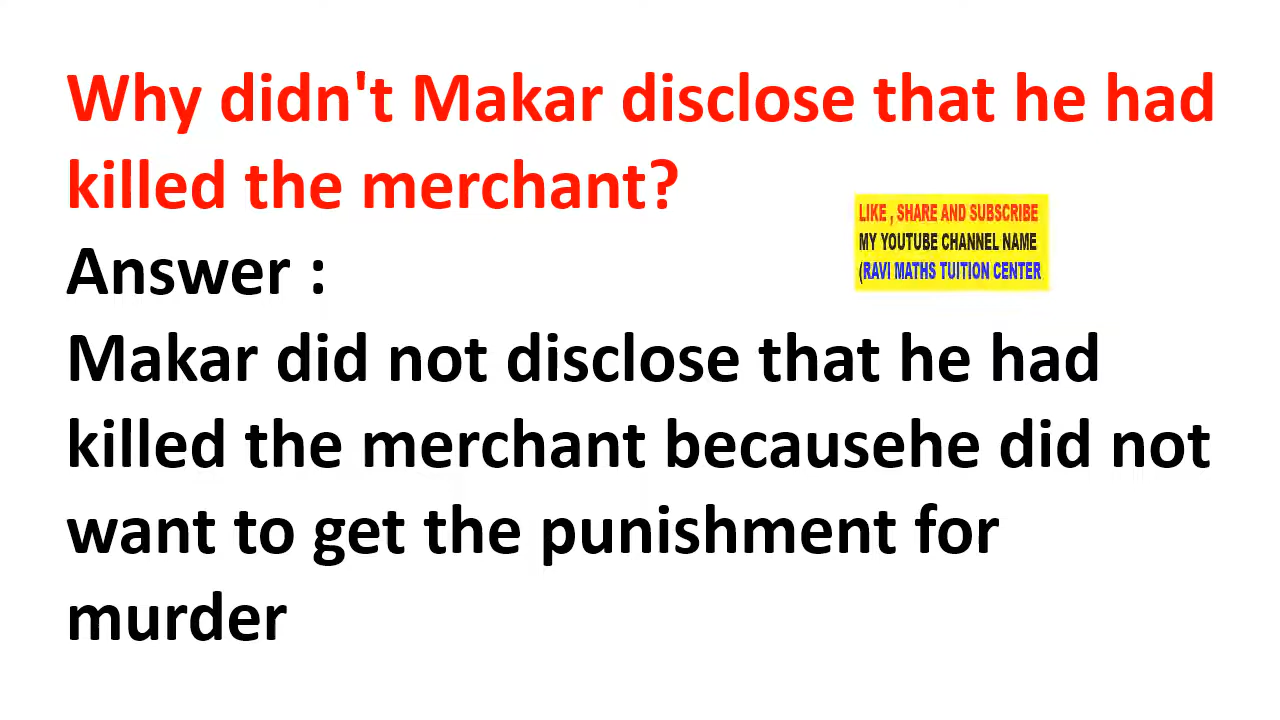 Why didn't Makar disclose that he had
killed the merchant?
LIKE , SHARE AND SUBSCRIBE
MY YOUTUBE CHANNEL NAME
(RAVI MATHS TUITION CENTER
Answer :
Makar did not disclose that he had
killed the merchant becausehe did not
want to get the punishment for
murder